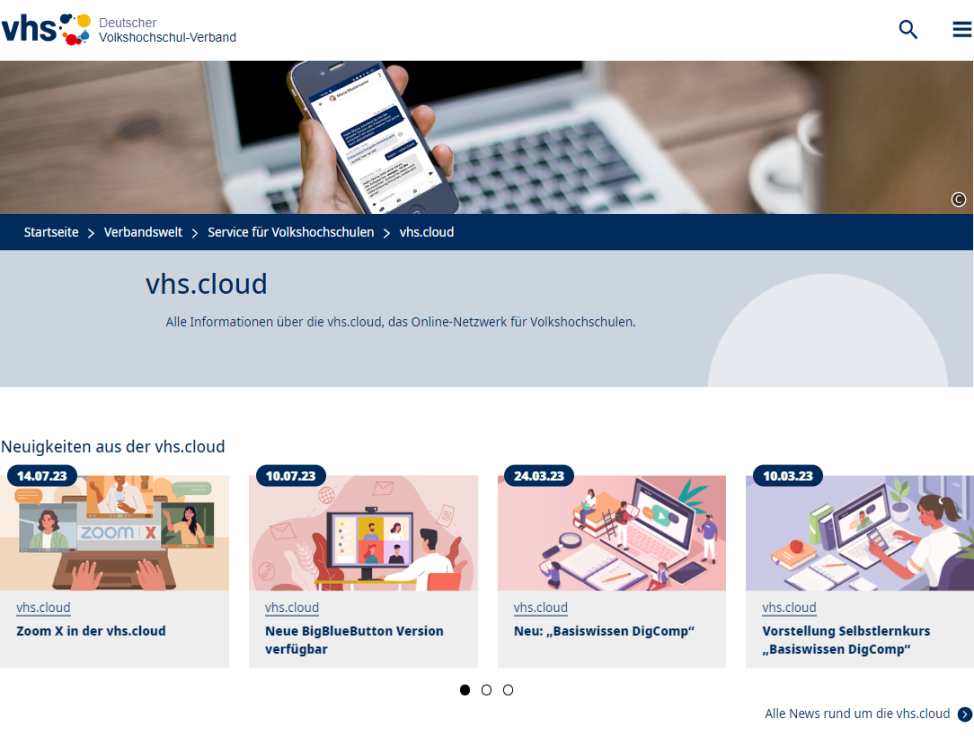 vhs
Deutscher
Volkshochschul-Verband
©
Startseite > Verbandswelt > Service für Volkshochschulen > vhs.cloud
vhs.cloud
Alle Informationen über die vhs.cloud, das Online-Netzwerk für Volkshochschulen.
Neuigkeiten aus der vhs.cloud
14.07.23
zoom X
vhs.cloud
Zoom X in der vhs.cloud
10.07.23
vhs.cloud
Neue BigBlueButton Version
verfügbar
24.03.23
vhs.cloud
Neu: „Basiswissen DigComp“
10.03.23
vhs.cloud
Vorstellung Selbstlernkurs
„Basiswissen DigComp“
Alle News rund um die vhs.cloud